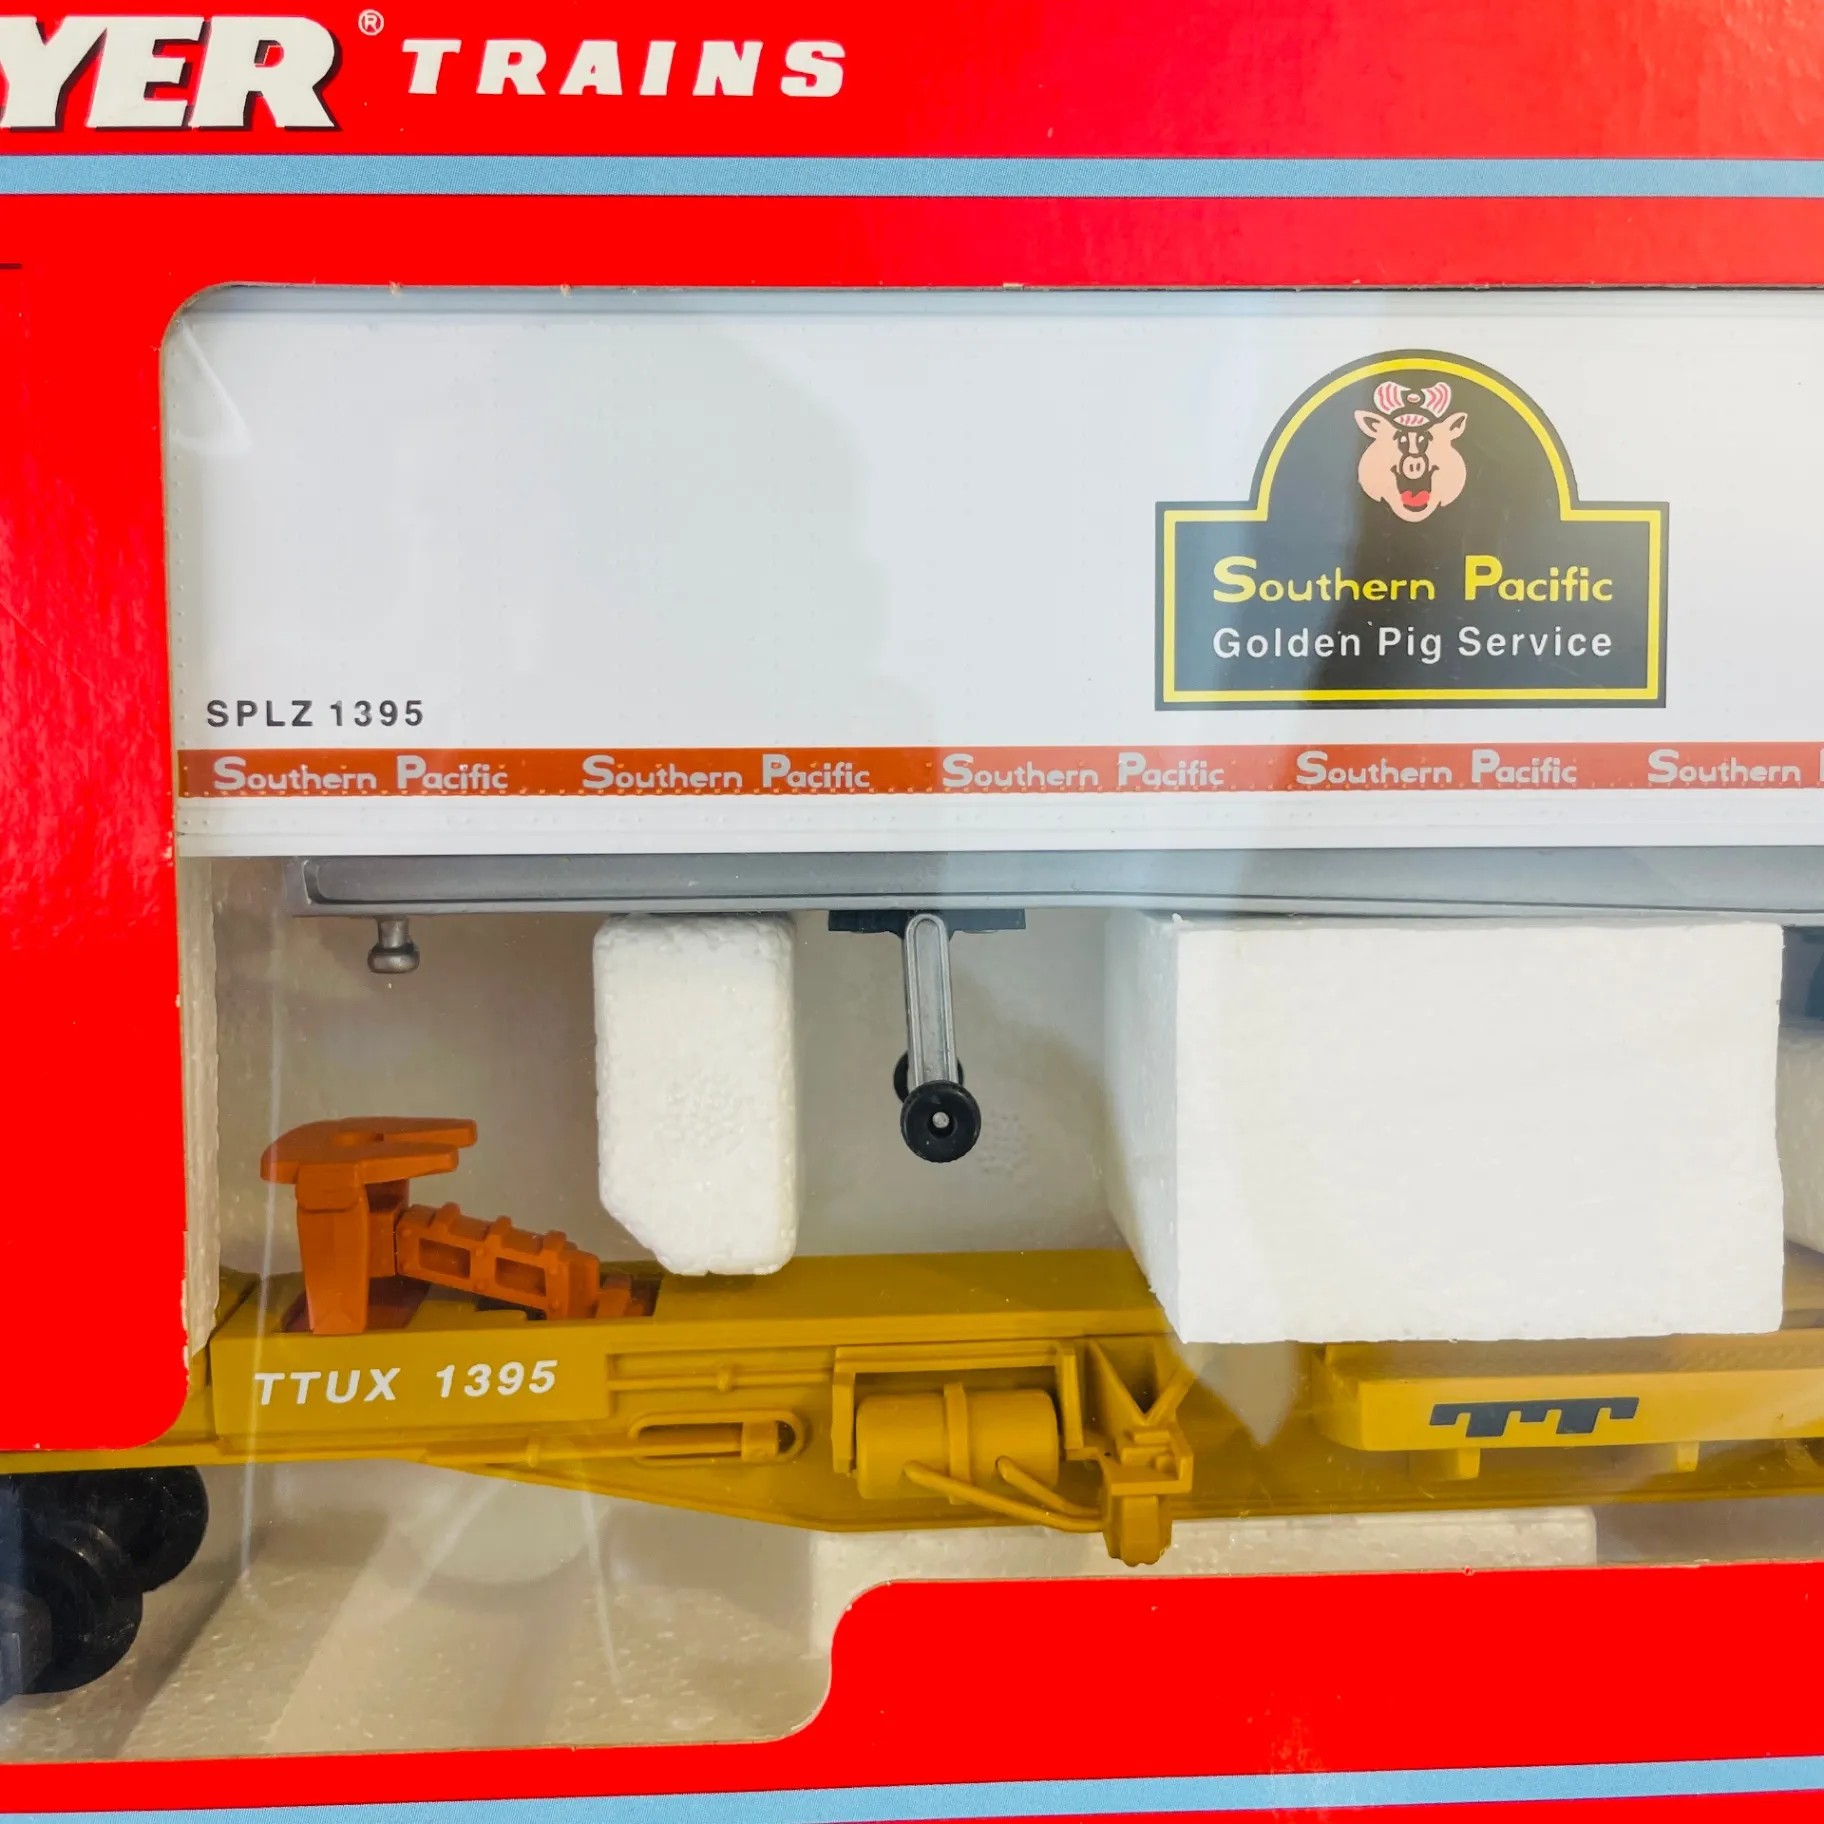 YER® TRAINS
Southern Pacific
Golden Pig Service
SPLZ 1395
Southern Pacific Southern Pacific Southern Pacific Southern Pacific Southern
TTUX 1395
TT